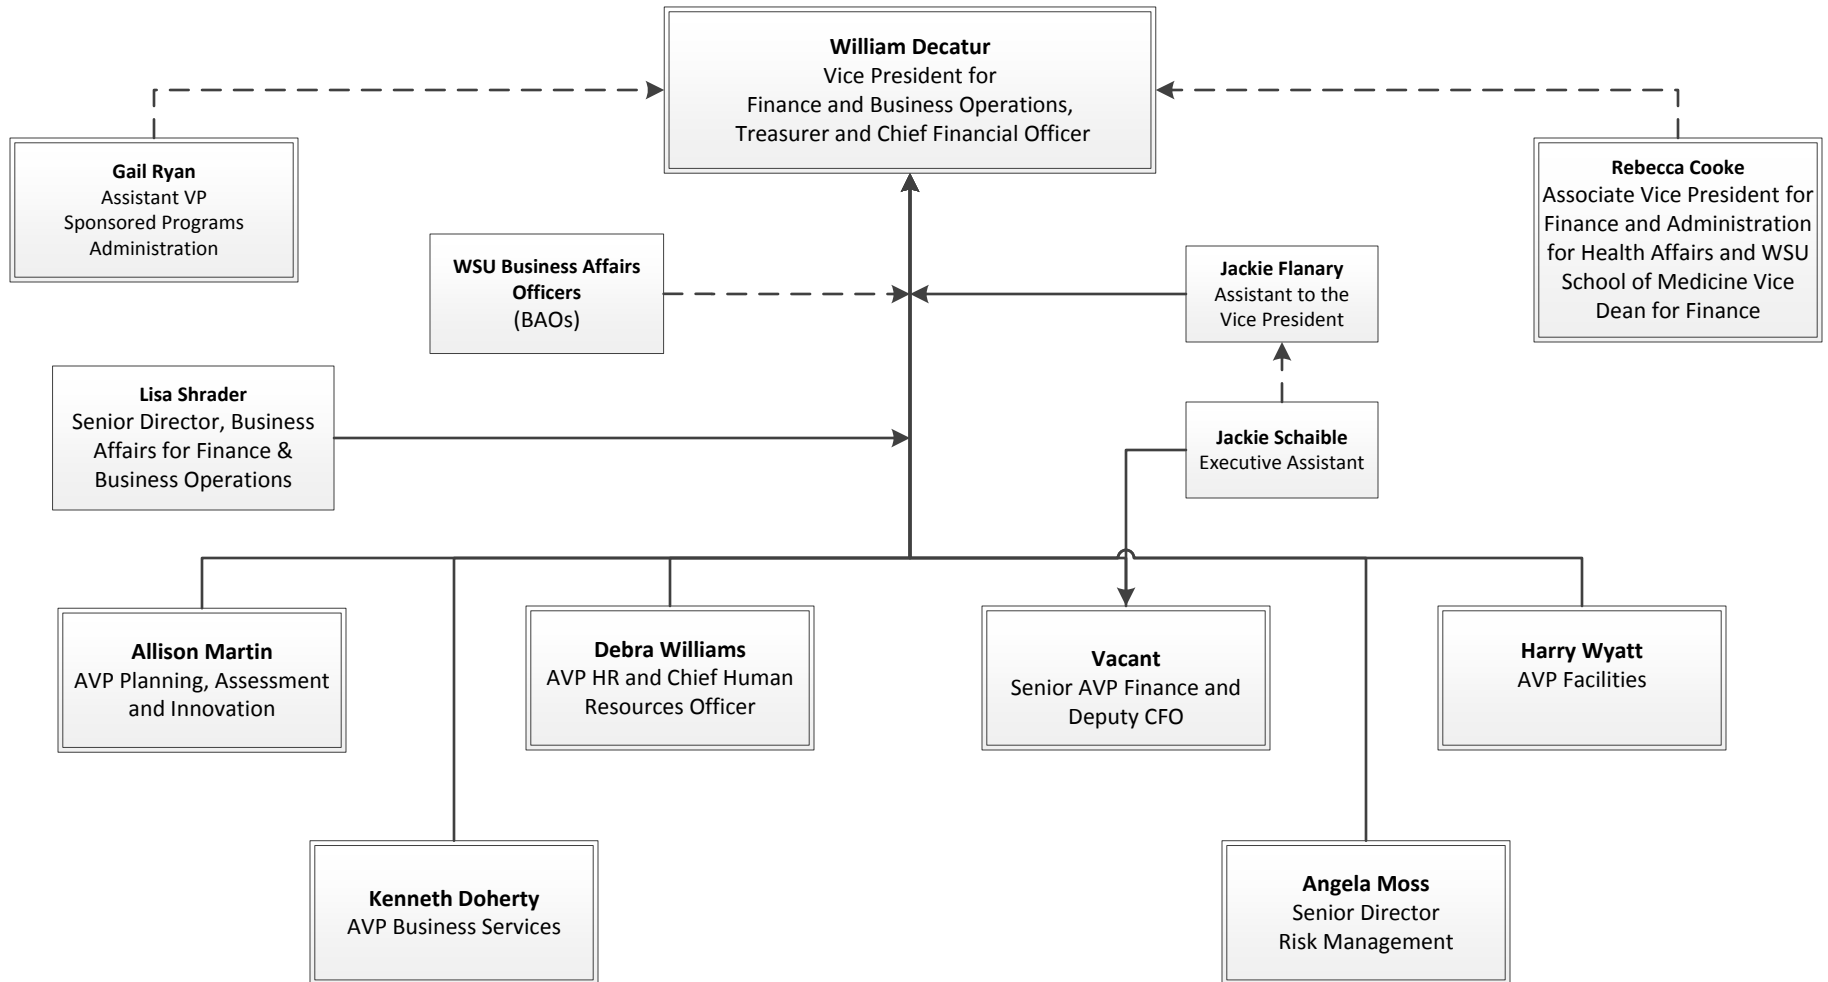 William Decatur
Vice President for
Finance and Business Operations,
Treasurer and Chief Financial Officer
Gail Ryan
Assistant VP
Sponsored Programs
Administration
Rebecca Cooke
Associate Vice President for
Finance and Administration
for Health Affairs and WSU
School of Medicine Vice
Dean for Finance
WSU Business Affairs
Officers
(BAOs)
Jackie Flanary
Assistant to the
Vice President
Lisa Shrader
Senior Director, Business
Affairs for Finance &
Business Operations
Jackie Schaible
Executive Assistant
Allison Martin
AVP Planning, Assessment
and Innovation
Debra Williams
AVP HR and Chief Human
Resources Officer
Vacant
Senior AVP Finance and
Deputy CFO
Harry Wyatt
AVP Facilities
Kenneth Doherty
AVP Business Services
Angela Moss
Senior Director
Risk Management